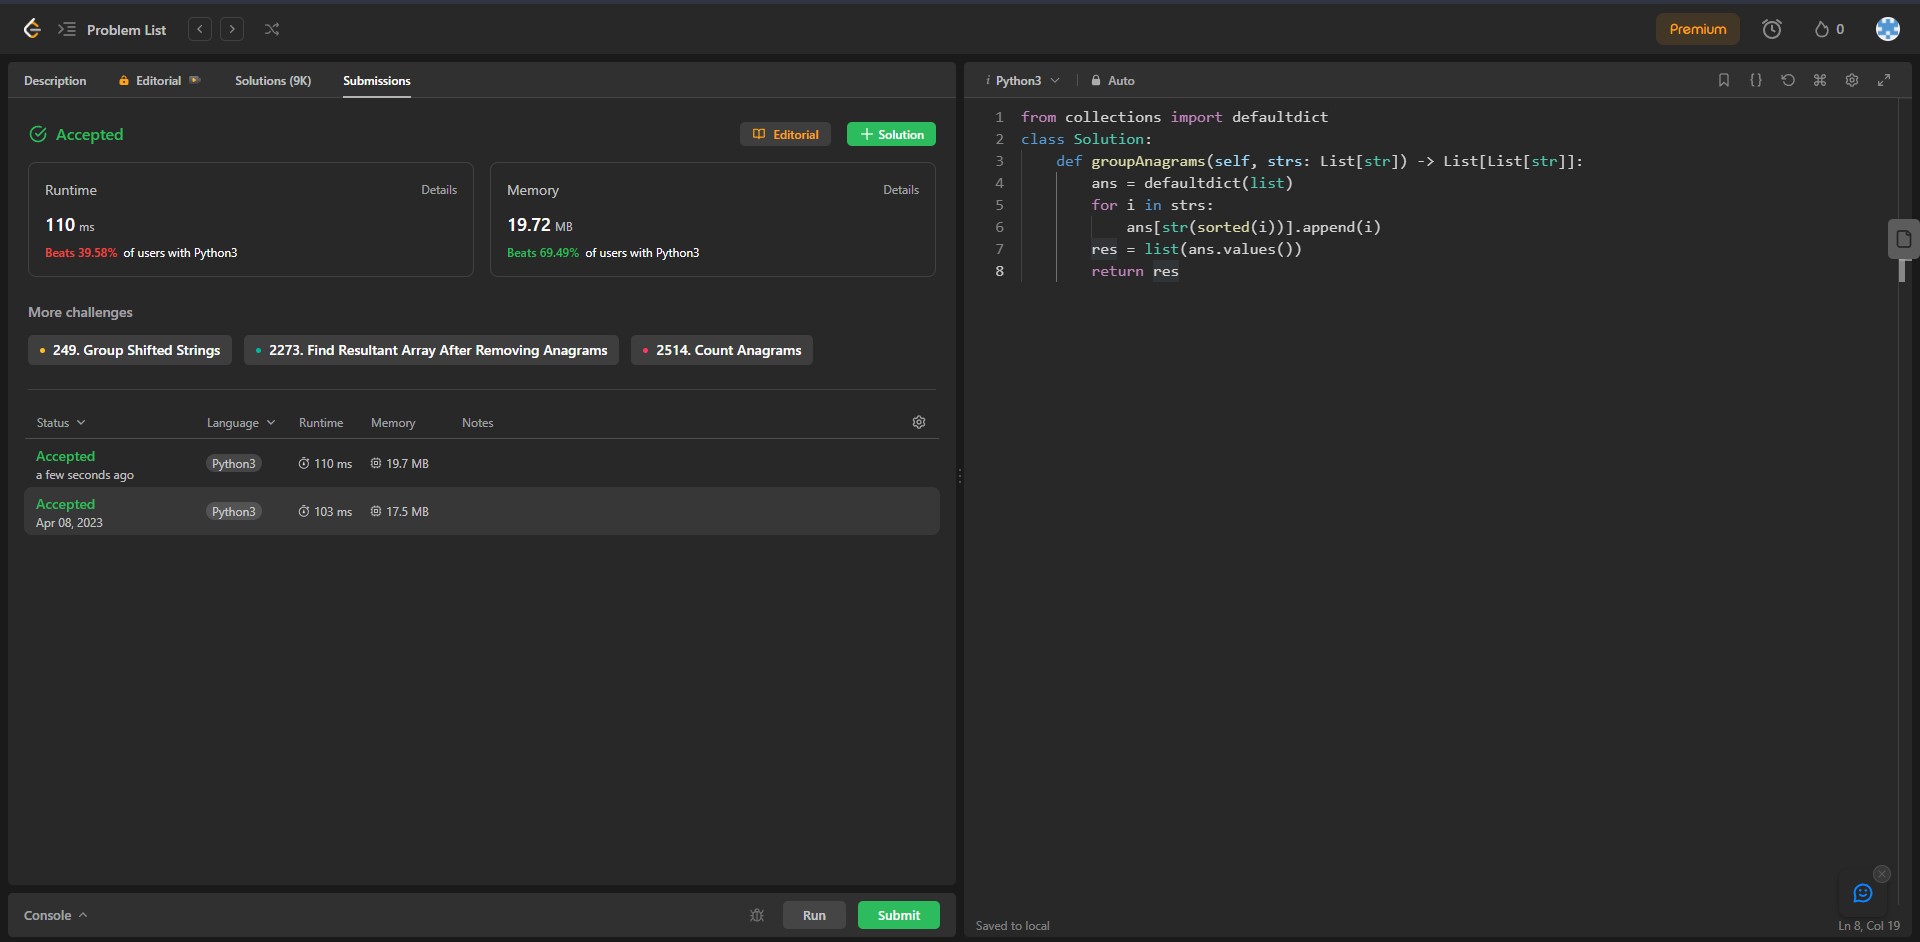 Problem List
Premium
0
Description
Editorial
Solutions (9K)
Submissions
Accepted
Editorial
Solution
Runtime
Details
110 ms
Beats 39.58% of users with Python3
Memory
Details
19.72 MB
Beats 69.49% of users with Python3
More challenges
249. Group Shifted Strings
2273. Find Resultant Array After Removing Anagrams
2514. Count Anagrams
Status
Language
Runtime
Memory
Notes
Accepted
a few seconds ago
Python3
110 ms
19.7 MB
Accepted
Apr 08, 2023
Python3
103 ms
17.5 MB
Console
Run
Submit
i Python3
Auto
{}
1 from collections import defaultdict
2 class Solution:
3     def groupAnagrams(self, strs: List[str]) -> List[List[str]]:
4         ans = defaultdict(list)
5         for i in strs:
6             ans[str(sorted(i))].append(i)
7         res = list(ans.values())
8         return res
Saved to local
Ln 8, Col 19